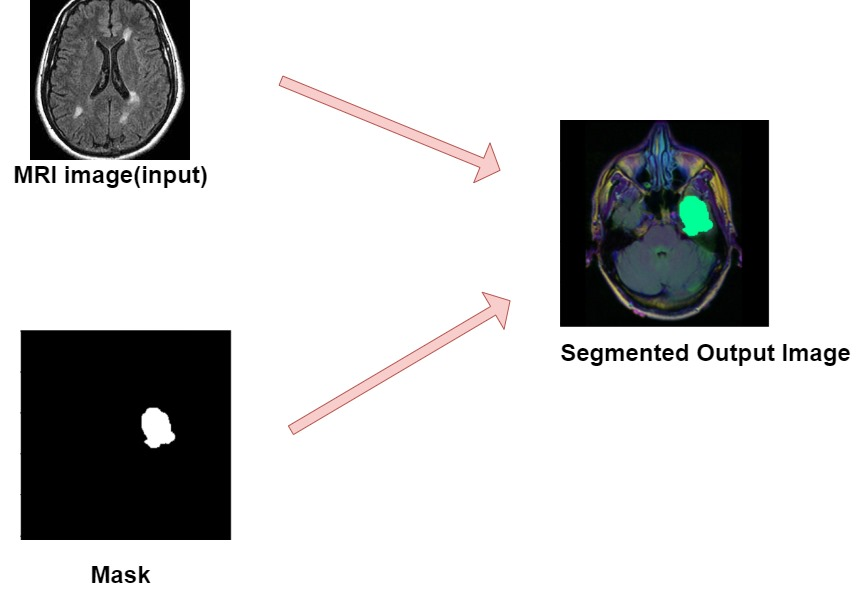 MRI image(input)
Segmented Output Image
Mask